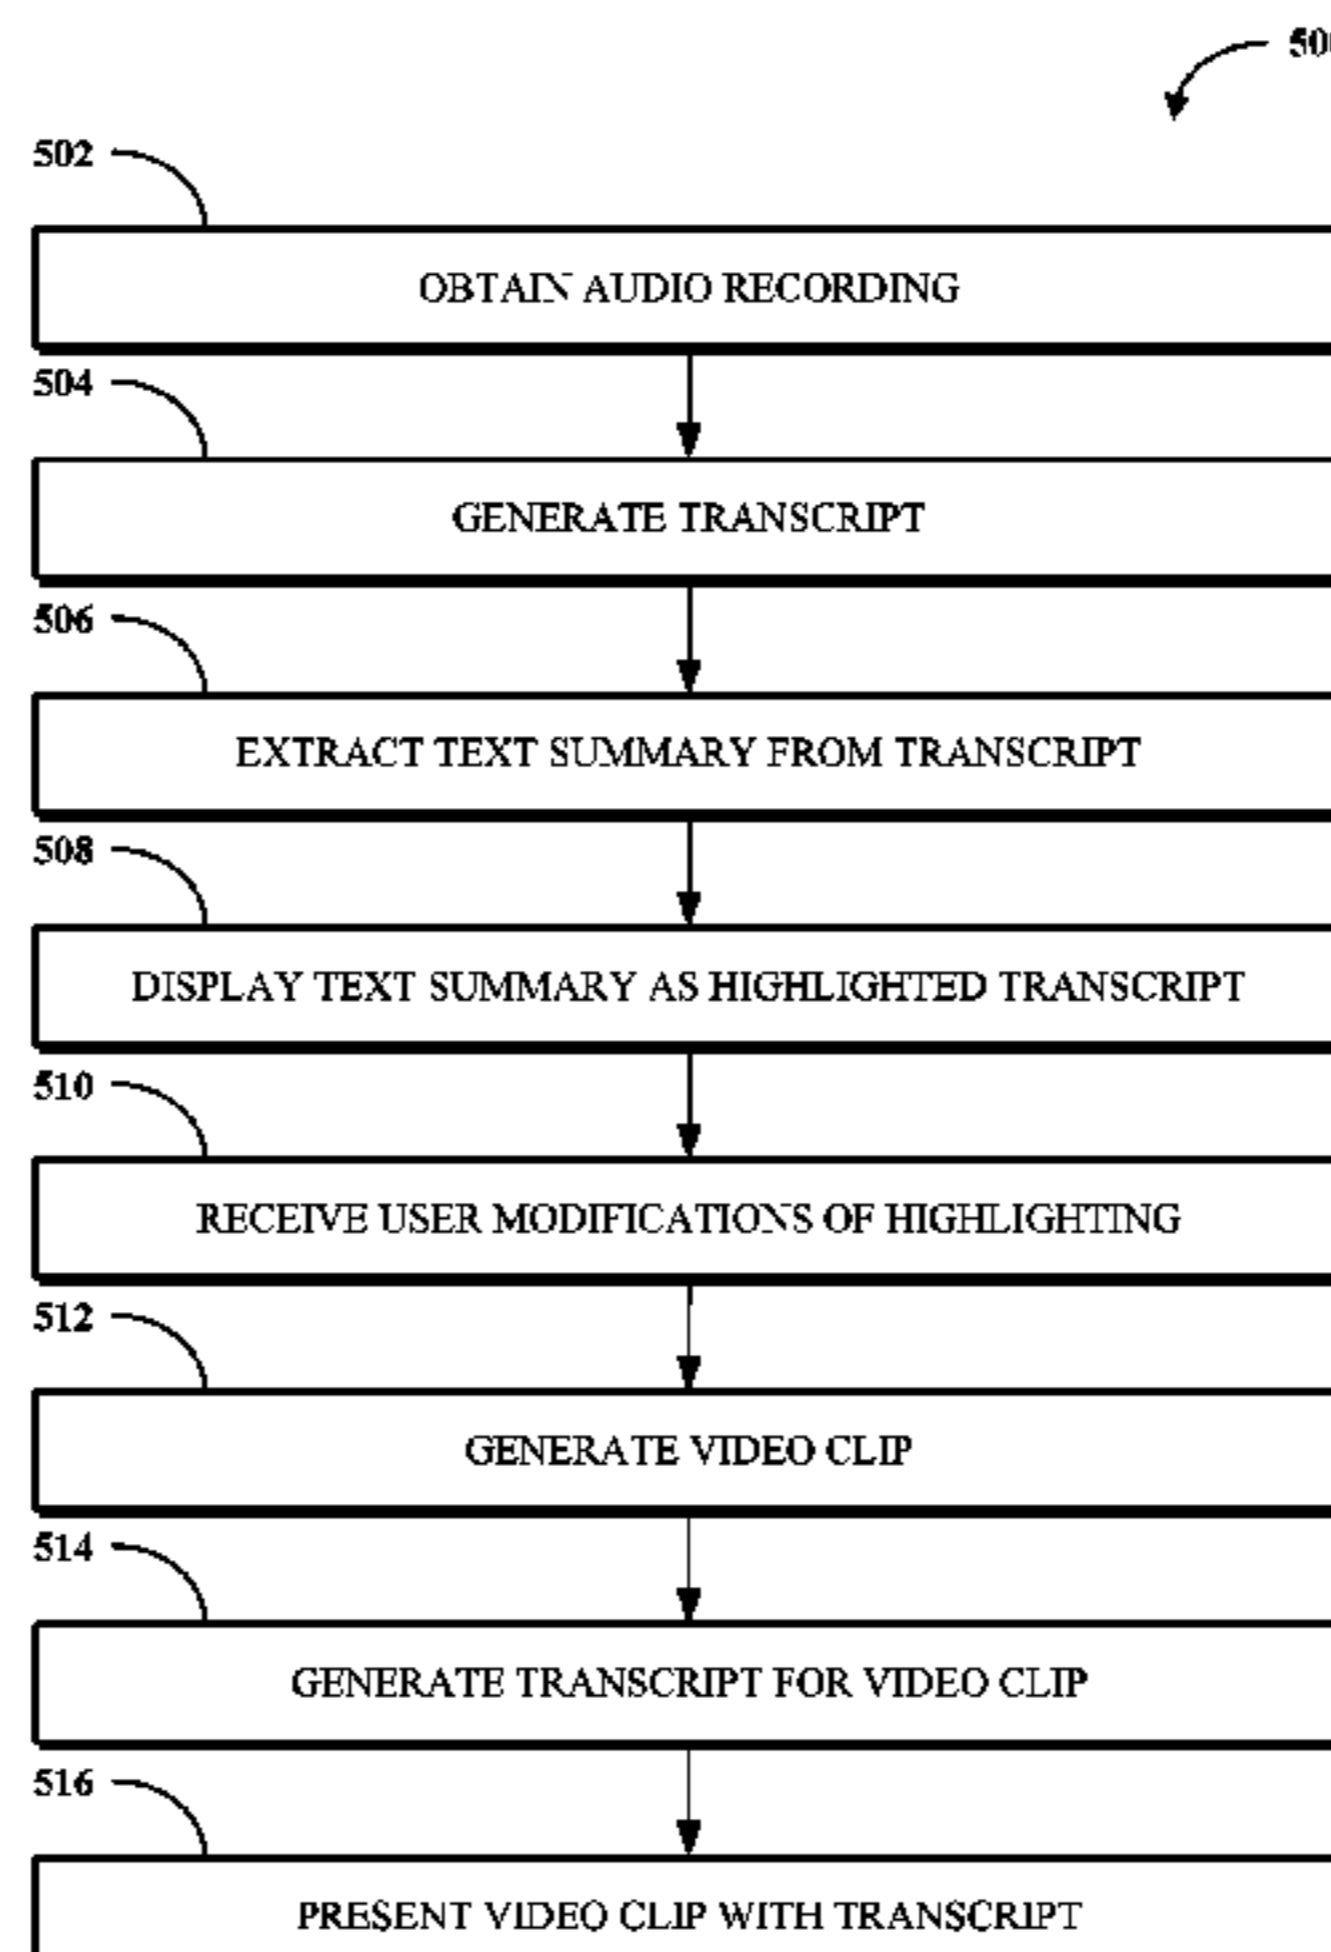 502
OBTAIN AUDIO RECORDING
504
GENERATE TRANSCRIPT
506
EXTRACT TEXT SUMMARY FROM TRANSCRIPT
508
DISPLAY TEXT SUMMARY AS HIGHLIGHTED TRANSCRIPT
510
RECEIVE USER MODIFICATIONS OF HIGHLIGHTING
512
GENERATE VIDEO CLIP
514
GENERATE TRANSCRIPT FOR VIDEO CLIP
516
PRESENT VIDEO CLIP WITH TRANSCRIPT